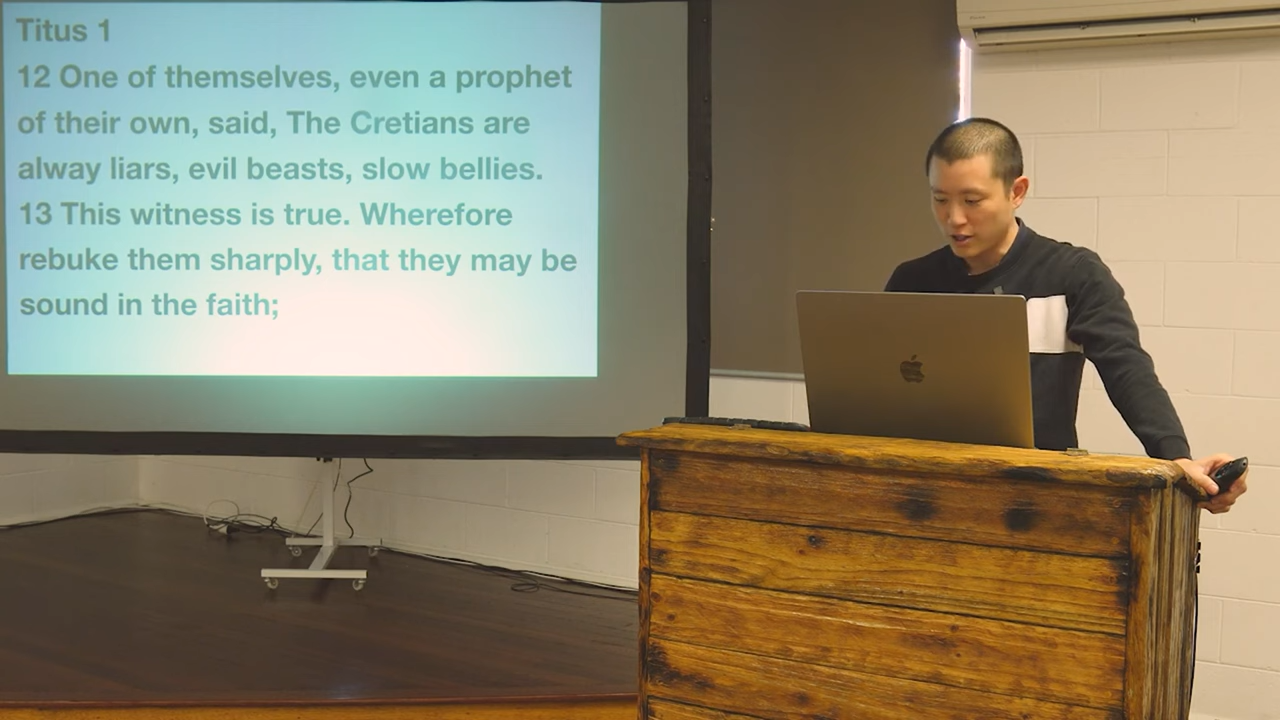 Titus 1
12 One of themselves, even a prophet
of their own, said, The Cretians are
alway liars, evil beasts, slow bellies.
13 This witness is true. Wherefore
rebuke them sharply, that they may be
sound in the faith;